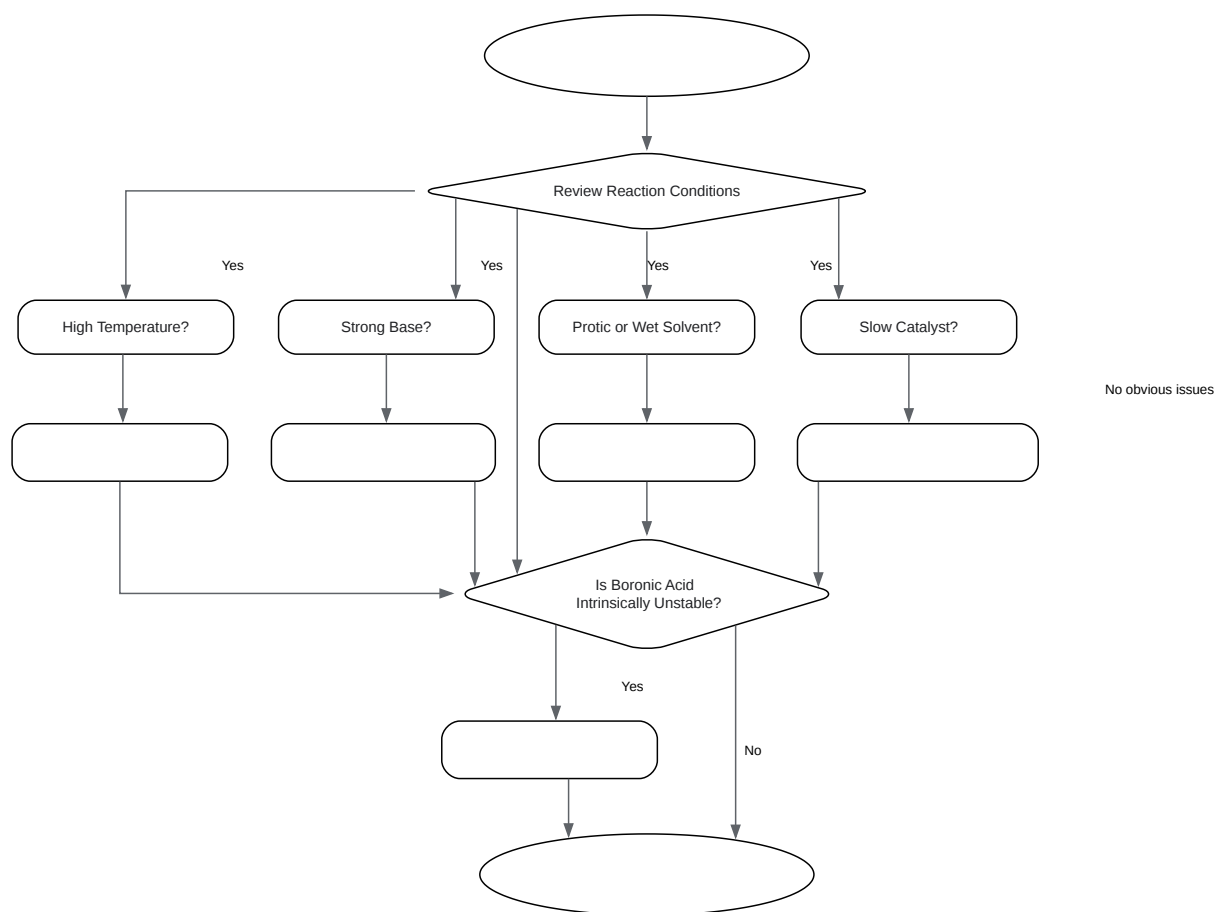 Review Reaction Conditions
Yes
Yes
Yes
Yes
High Temperature?
Strong Base?
Protic or Wet Solvent?
Slow Catalyst?
No obvious issues
Is Boronic Acid
Intrinsically Unstable?
Yes
No